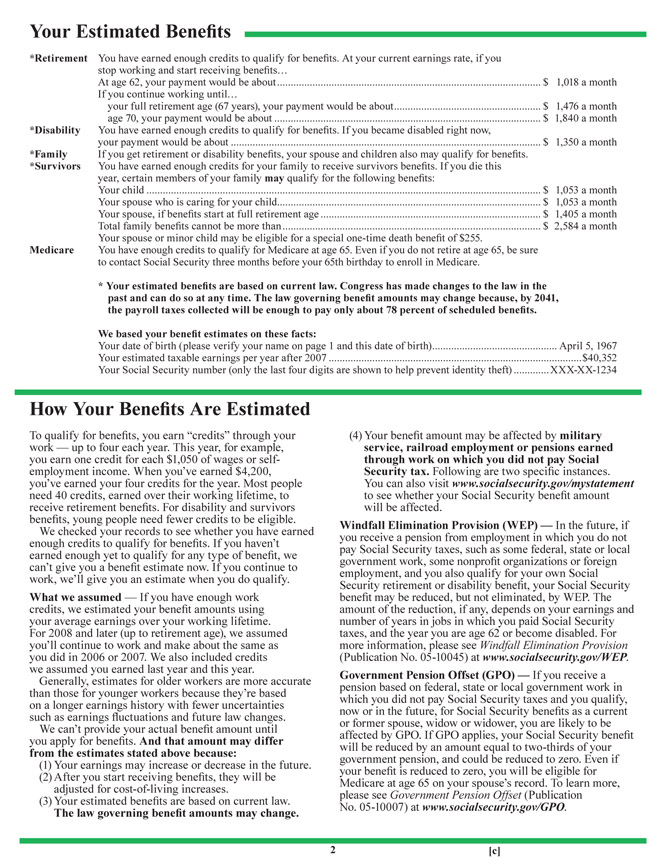 Your Estimated Benefits
*Retirement You have earned enough credits to qualify for benefits. At your current earnings rate, if you
stop working and start receiving benefits…
At age 62, your payment would be about........................................ $ 1,018 a month
If you continue working until…
your full retirement age (67 years), your payment would be about........................................ $ 1,476 a month
age 70, your payment would be about ........................................ $ 1,840 a month
*Disability You have earned enough credits to qualify for benefits. If you became disabled right now,
your payment would be about ........................................ $ 1,350 a month
*Family If you get retirement or disability benefits, your spouse and children also may qualify for benefits.
*Survivors You have earned enough credits for your family to receive survivors benefits. If you die this
year, certain members of your family may qualify for the following benefits:
Your child ........................................ $ 1,053 a month
Your spouse who is caring for your child........................................ $ 1,053 a month
Your spouse, if benefits start at full retirement age ........................................ $ 1,405 a month
Total family benefits cannot be more than ........................................ $ 2,584 a month
Your spouse or minor child may be eligible for a special one-time death benefit of $255.
Medicare You have enough credits to qualify for Medicare at age 65. Even if you do not retire at age 65, be sure
to contact Social Security three months before your 65th birthday to enroll in Medicare.
* Your estimated benefits are based on current law. Congress has made changes to the law in the
past and can do so at any time. The law governing benefit amounts may change because, by 2041,
the payroll taxes collected will be enough to pay only about 78 percent of scheduled benefits.
We based your benefit estimates on these facts:
Your date of birth (please verify your name on page 1 and this date of birth)........................................ April 5, 1967
Your estimated taxable earnings per year after 2007 ........................................$40,352
Your Social Security number (only the last four digits are shown to help prevent identity theft) ............. XXX-XX-1234
How Your Benefits Are Estimated
To qualify for benefits, you earn “credits” through your
work — up to four each year. This year, for example,
you earn one credit for each $1,050 of wages or self-
employment income. When you’ve earned $4,200,
you’ve earned your four credits for the year. Most people
need 40 credits, earned over their working lifetime, to
receive retirement benefits. For disability and survivors
benefits, young people need fewer credits to be eligible.
We checked your records to see whether you have earned
enough credits to qualify for benefits. If you haven’t
earned enough yet to qualify for any type of benefit, we
can’t give you a benefit estimate now. If you continue to
work, we’ll give you an estimate when you do qualify.
What we assumed — If you have enough work
credits, we estimated your benefit amounts using
your average earnings over your working lifetime.
For 2008 and later (up to retirement age), we assumed
you’ll continue to work and make about the same as
you did in 2006 or 2007. We also included credits
we assumed you earned last year and this year.
Generally, estimates for older workers are more accurate
than those for younger workers because they’re based
on a longer earnings history with fewer uncertainties
such as earnings fluctuations and future law changes.
We can’t provide your actual benefit amount until
you apply for benefits. And that amount may differ
from the estimates stated above because:
(1) Your earnings may increase or decrease in the future.
(2) After you start receiving benefits, they will be
adjusted for cost-of-living increases.
(3) Your estimated benefits are based on current law.
The law governing benefit amounts may change.
(4) Your benefit amount may be affected by military
service, railroad employment or pensions earned
through work on which you did not pay Social
Security tax. Following are two specific instances.
You can also visit www.socialsecurity.gov/mystatement
to see whether your Social Security benefit amount
will be affected.
Windfall Elimination Provision (WEP) — In the future, if
you receive a pension from employment in which you do not
pay Social Security taxes, such as some federal, state or local
government work, some nonprofit organizations or foreign
employment, and you also qualify for your own Social
Security retirement or disability benefit, your Social Security
benefit may be reduced, but not eliminated, by WEP. The
amount of the reduction, if any, depends on your earnings and
number of years in jobs in which you paid Social Security
taxes, and the year you are age 62 or become disabled. For
more information, please see Windfall Elimination Provision
(Publication No. 05-10045) at www.socialsecurity.gov/WEP.
Government Pension Offset (GPO) — If you receive a
pension based on federal, state or local government work in
which you did not pay Social Security taxes and you qualify,
now or in the future, for Social Security benefits as a current
or former spouse, widow or widower, you are likely to be
affected by GPO. If GPO applies, your Social Security benefit
will be reduced by an amount equal to two-thirds of your
government pension, and could be reduced to zero. Even if
your benefit is reduced to zero, you will be eligible for
Medicare at age 65 on your spouse’s record. To learn more,
please see Government Pension Offset (Publication
No. 05-10007) at www.socialsecurity.gov/GPO.
2
[c]